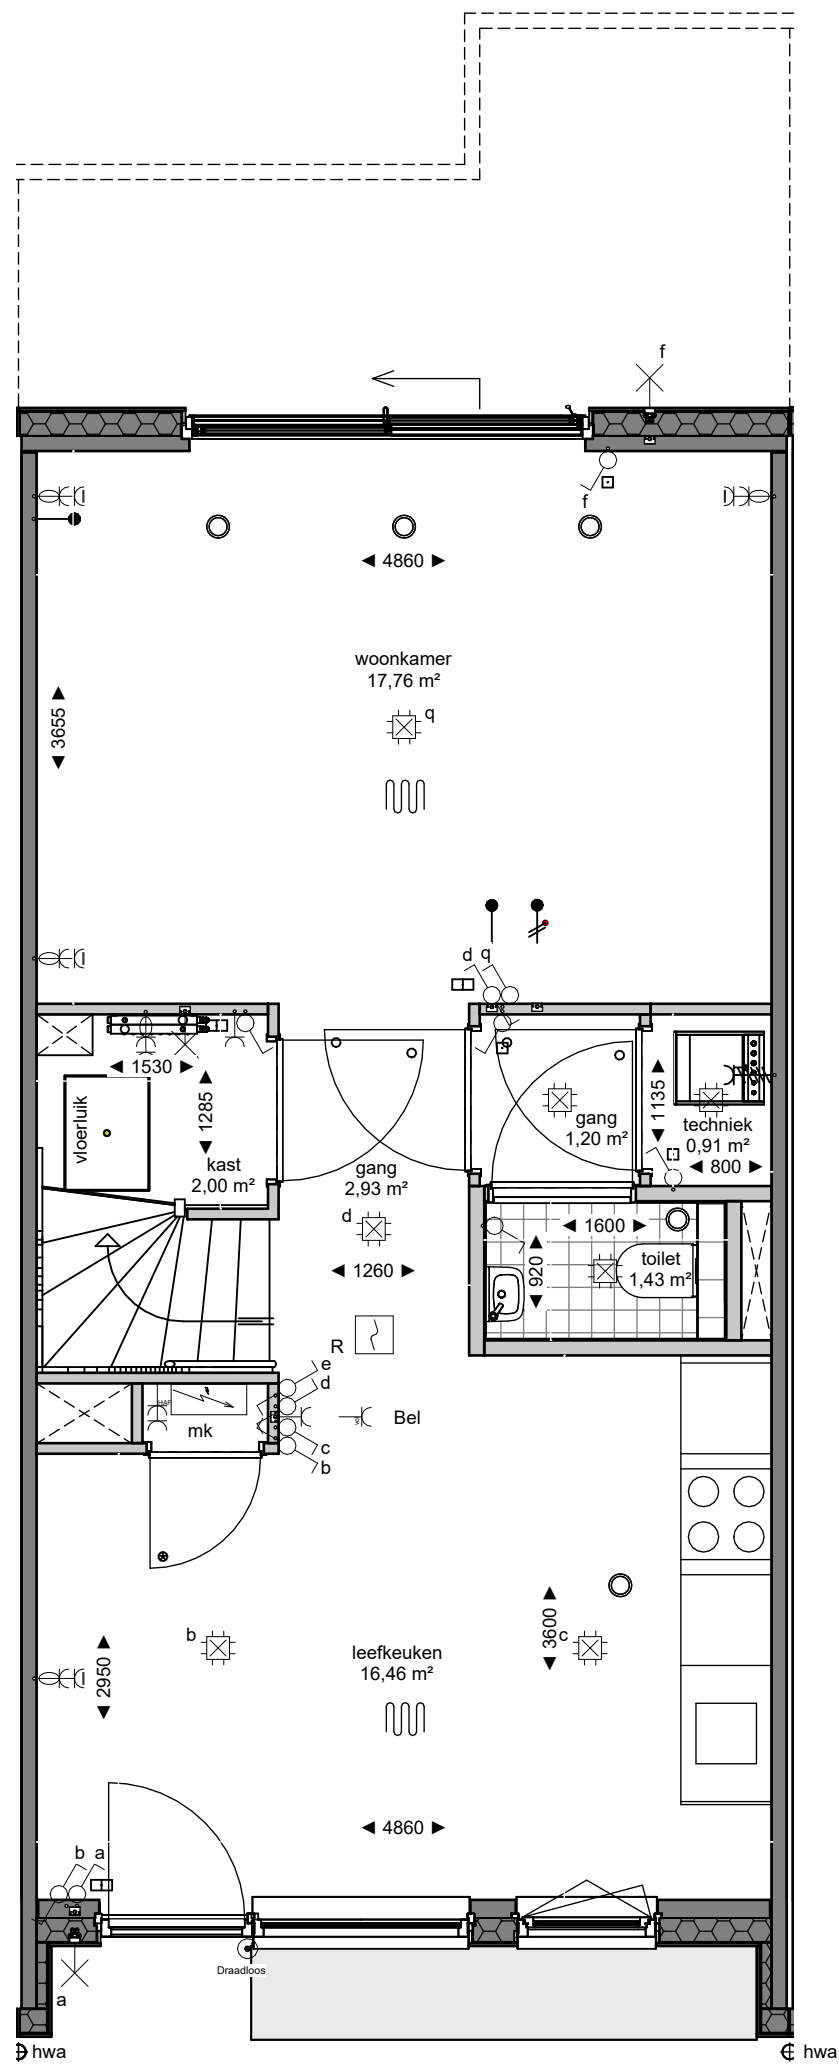 f
f
4860
woonkamer
17,76 m²
q
3655
d q
1530
1285
vloerluik
kast
2,00 m²
gang
2,93 m²
d
1260
gang
1,20 m²
1135
techniek
0,91 m²
800
1600
920
toilet
1,43 m²
R
e
d
Bel
c
b
mk
b
c
3600
2950
leefkeuken
16,46 m²
4860
b a
Draadloos
a
hwa
hwa